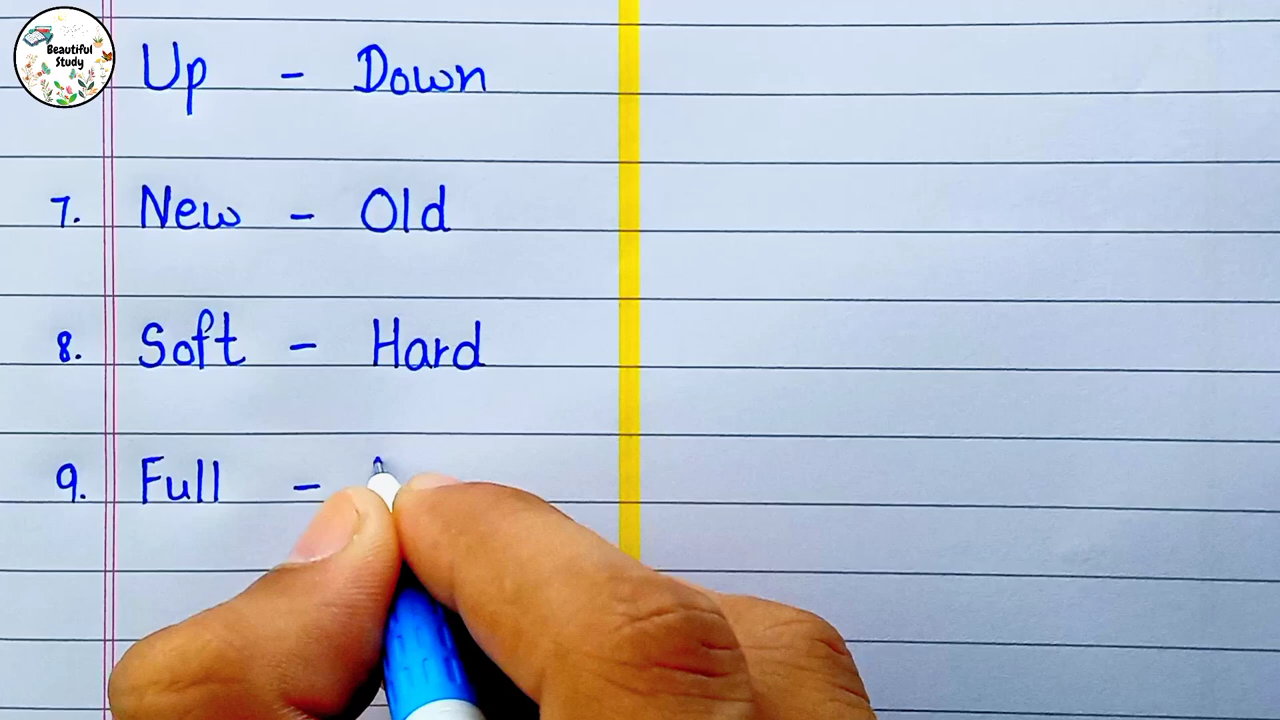 Beautiful
Study
Up - Down
7. New - Old
8. Soft - Hard
9. Full -